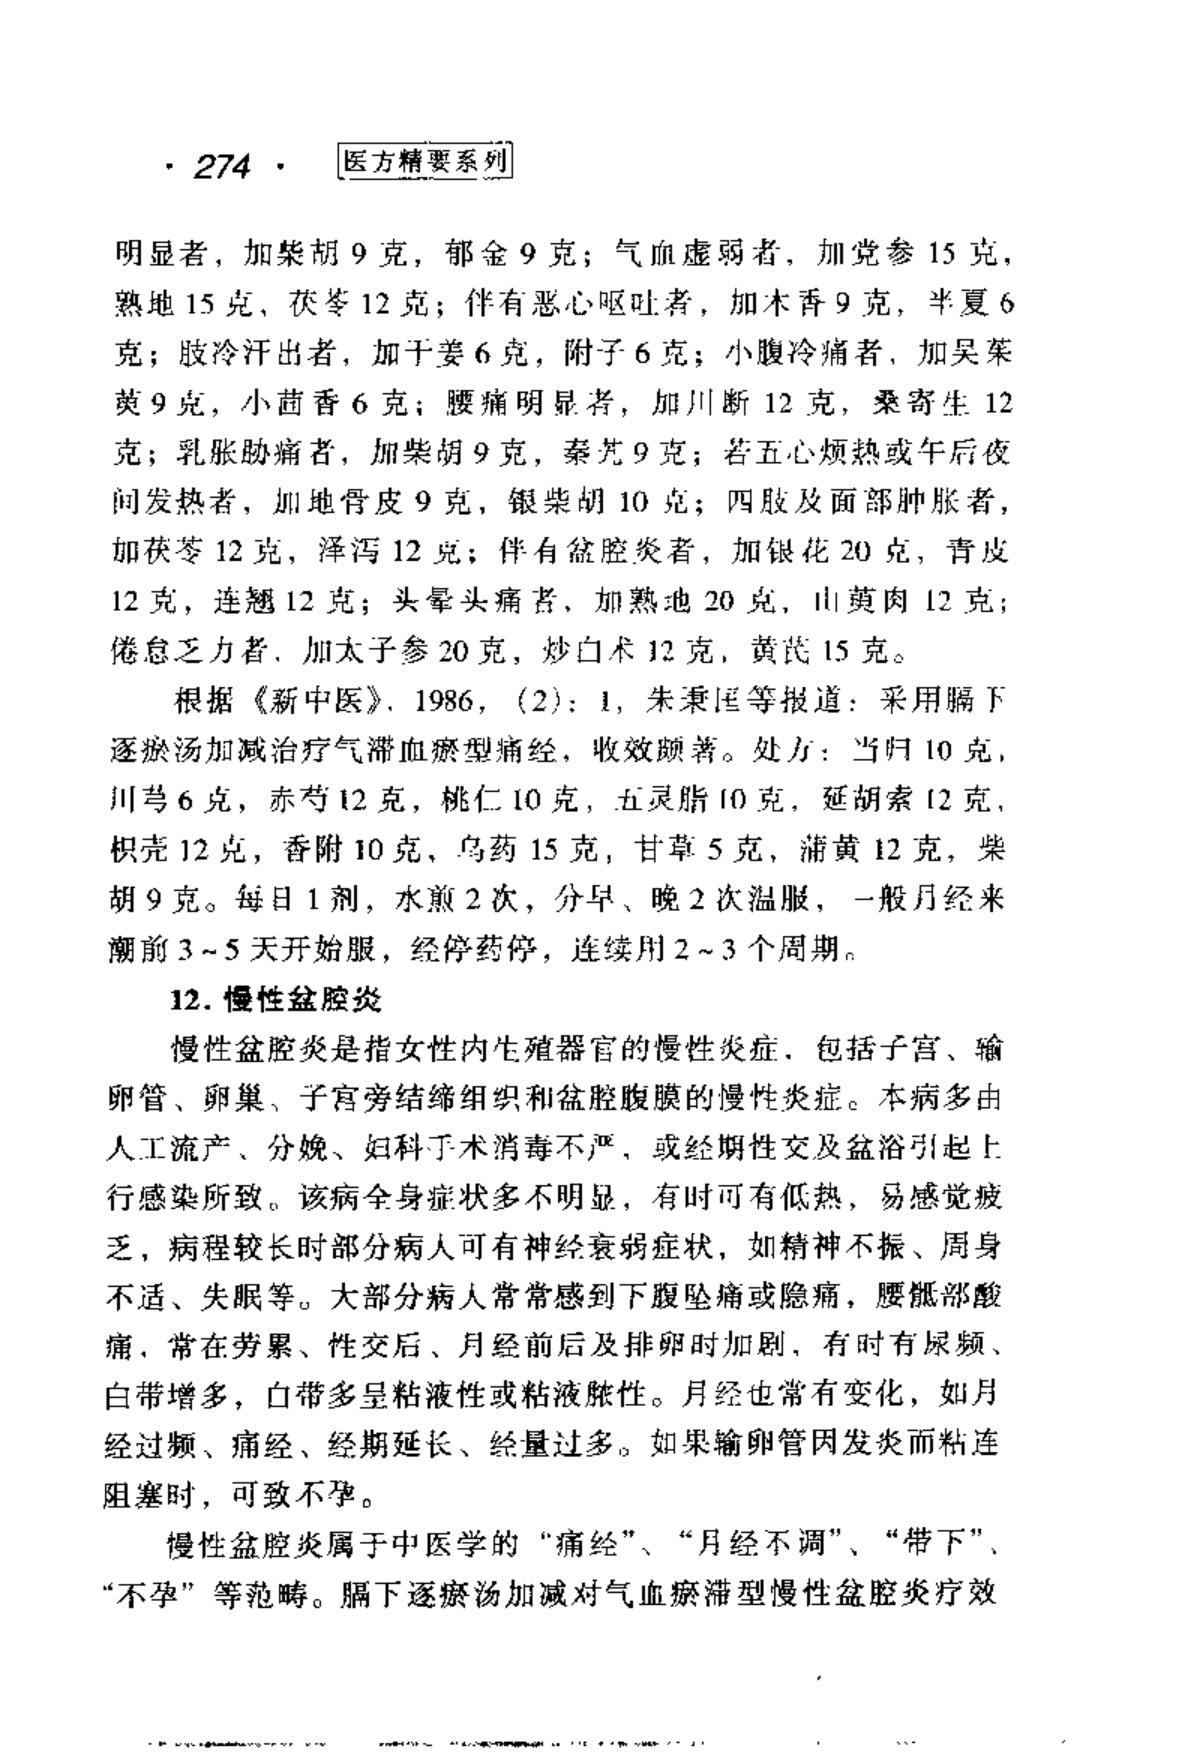 · 274 · 医方精要系列
明显者，加柴胡 9 克，郁金 9 克；气血虚弱者，加党参 15 克，
熟地 15 克，茯苓 12 克；伴有恶心呕吐者，加木香 9 克，半夏 6
克；肢冷汗出者，加干姜 6 克，附子 6 克；小腹冷痛者，加吴茱
萸 9 克，小茴香 6 克；腰痛明显者，加川断 12 克，桑寄生 12
克；乳胀胁痛者，加柴胡 9 克，秦艽 9 克；若五心烦热或午后夜
间发热者，加地骨皮 9 克，银柴胡 10 克；四肢及面部肿胀者，
加茯苓 12 克，泽泻 12 克；伴有盆腔炎者，加银花 20 克，青皮
12 克，连翘 12 克；头晕头痛者，加熟地 20 克，山萸肉 12 克；
倦怠乏力者，加太子参 20 克，炒白术 12 克，黄芪 15 克。
根据《新中医》，1986，（2）：1，朱秉匡等报道：采用膈下
逐瘀汤加减治疗气滞血瘀型痛经，收效颇著。处方：当归 10 克，
川芎 6 克，赤芍 12 克，桃仁 10 克，五灵脂 10 克，延胡索 12 克，
枳壳 12 克，香附 10 克，乌药 15 克，甘草 5 克，蒲黄 12 克，柴
胡 9 克。每日 1 剂，水煎 2 次，分早、晚 2 次温服，一般月经来
潮前 3～5 天开始服，经停药停，连续用 2～3 个周期。
12. 慢性盆腔炎
慢性盆腔炎是指女性内生殖器官的慢性炎症，包括子宫、输
卵管、卵巢、子宫旁结缔组织和盆腔腹膜的慢性炎症。本病多由
人工流产、分娩、妇科手术消毒不严，或经期性交及盆浴引起上
行感染所致。该病全身症状多不明显，有时可有低热，易感觉疲
乏，病程较长时部分病人可有神经衰弱症状，如精神不振、周身
不适、失眠等。大部分病人常常感到下腹坠痛或隐痛，腰骶部酸
痛，常在劳累、性交后、月经前后及排卵时加剧，有时有尿频、
白带增多，白带多呈粘液性或粘液脓性。月经也常有变化，如月
经过频、痛经、经期延长、经量过多。如果输卵管因发炎而粘连
阻塞时，可致不孕。
慢性盆腔炎属于中医学的“痛经”、“月经不调”、“带下”、
“不孕”等范畴。膈下逐瘀汤加减对气血瘀滞型慢性盆腔炎疗效